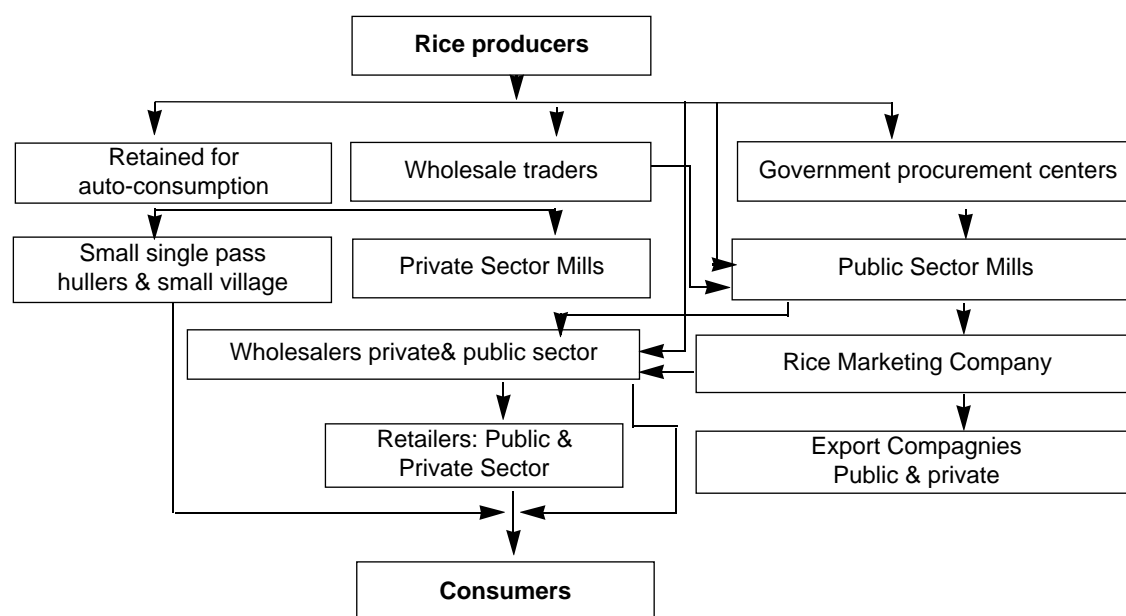 Rice producers
Retained for
auto-consumption
Wholesale traders
Government procurement centers
Small single pass
hullers & small village
Private Sector Mills
Public Sector Mills
Wholesalers private& public sector
Rice Marketing Company
Retailers: Public &
Private Sector
Export Compagnies
Public & private
Consumers